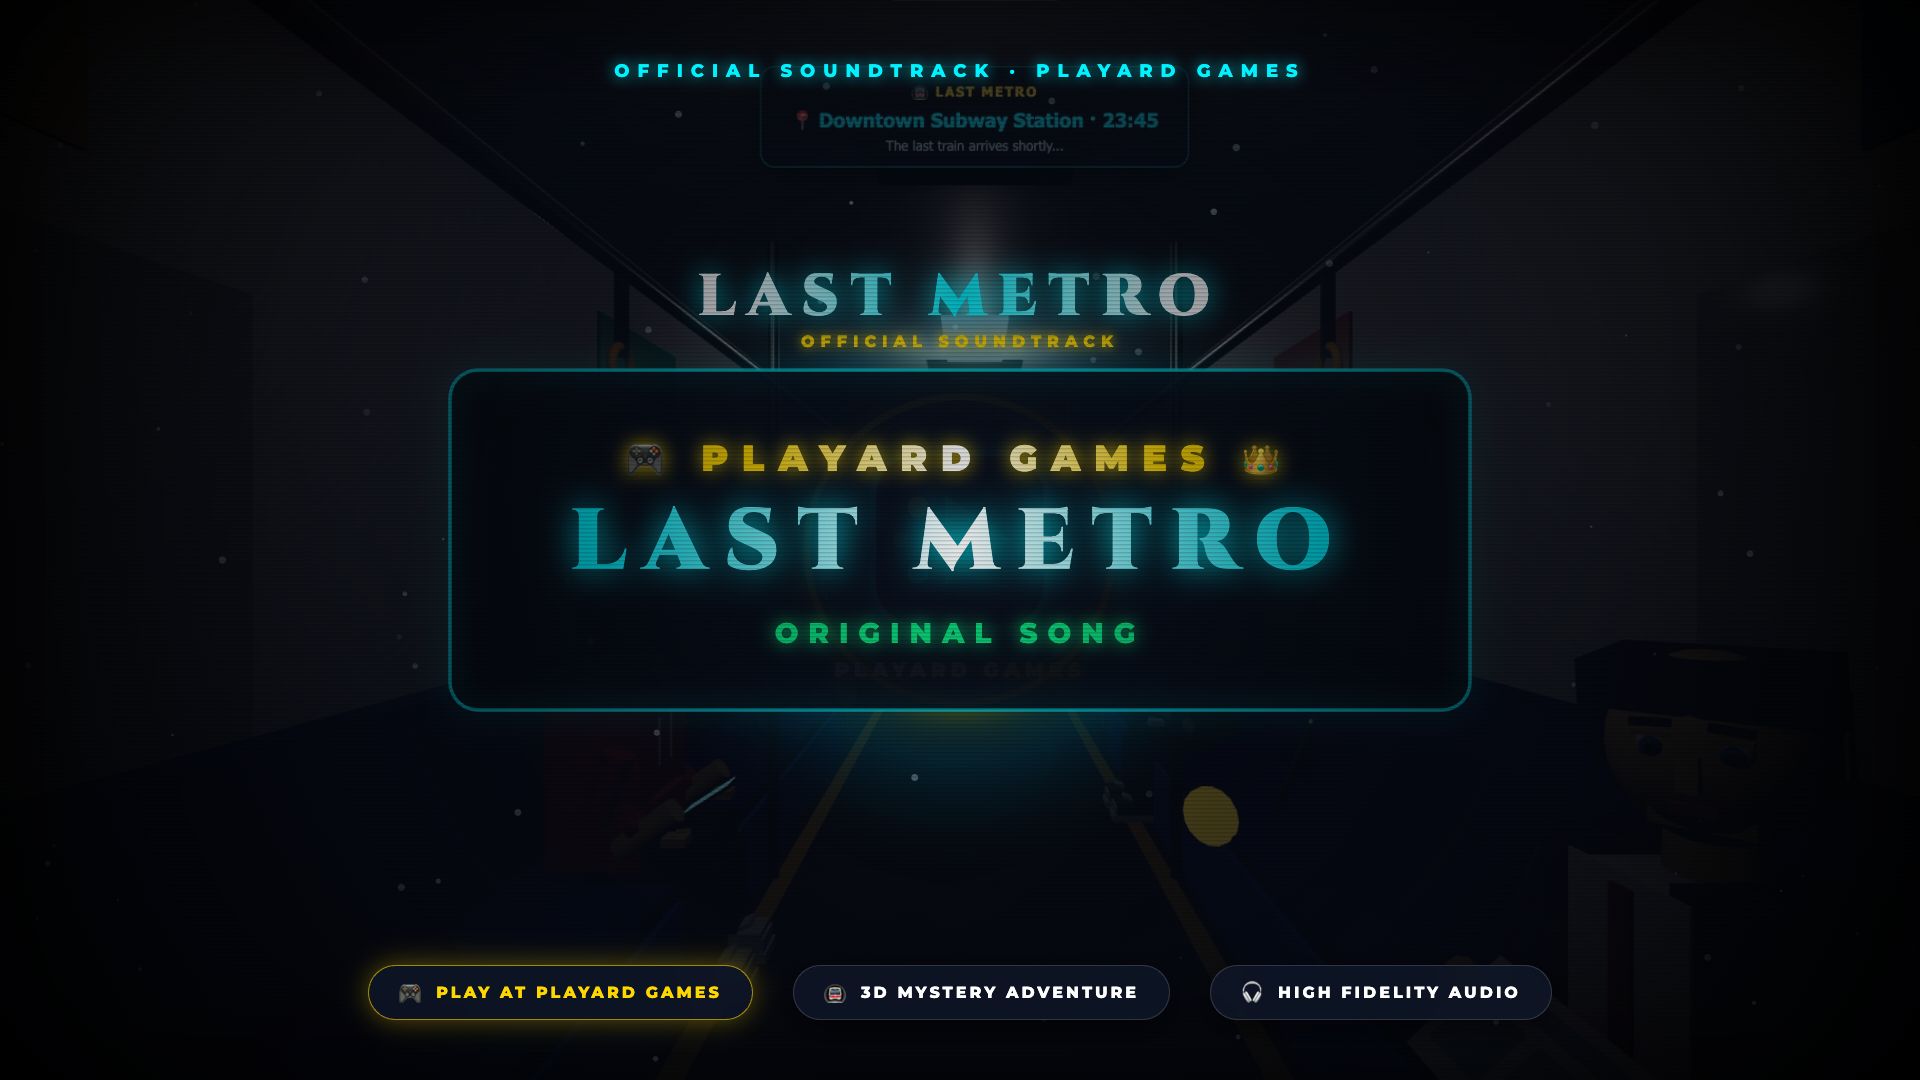 OFFICIAL SOUNDTRACK · PLAYARD GAMES
LAST METRO
Downtown Subway Station · 23:45
The last train arrives shortly...
LAST METRO
OFFICIAL SOUNDTRACK
PLAYARD GAMES
LAST METRO
ORIGINAL SONG
PLAYARD GAMES
PLAY AT PLAYARD GAMES
3D MYSTERY ADVENTURE
HIGH FIDELITY AUDIO